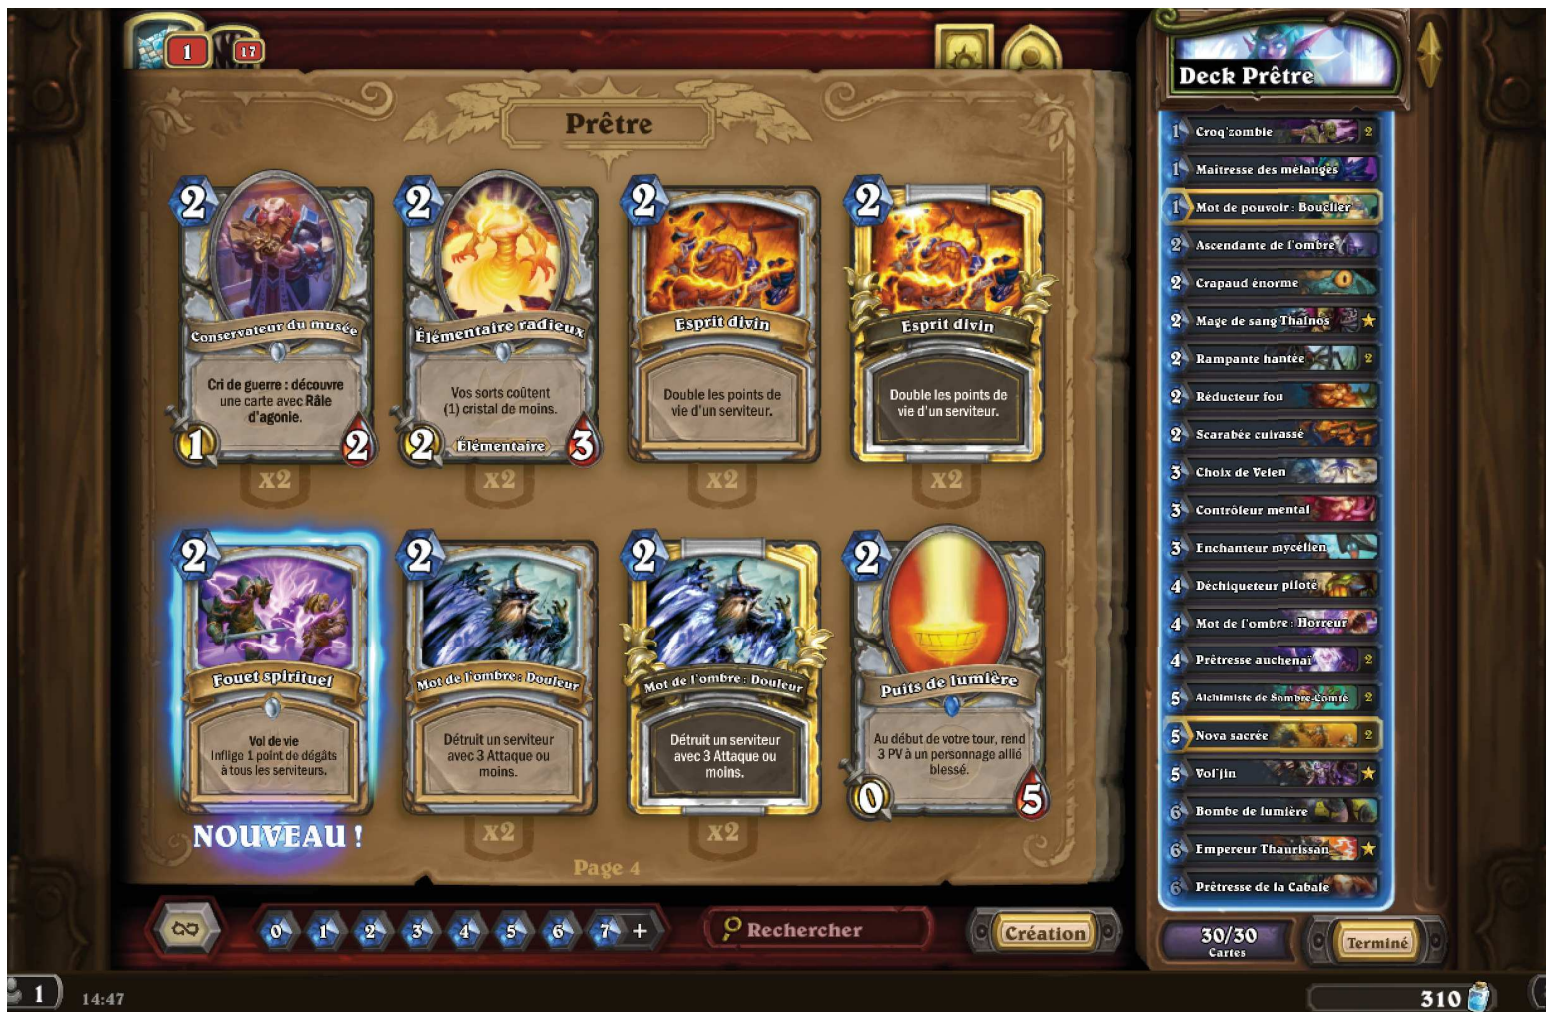 1
17
Prêtre
2
Conservateur du musée
Cri de guerre : découvre
une carte avec Râle
d'agonie.
1
2
x2
2
Élémentaire radieux
Vos sorts coûtent
(1) cristal de moins.
2
Élémentaire
3
x2
2
Esprit divin
Double les points de
vie d'un serviteur.
x2
2
Esprit divin
Double les points de
vie d'un serviteur.
x2
2
Fouet spirituel
Vol de vie
Inflige 1 point de dégâts
à tous les serviteurs.
NOUVEAU !
2
Mot de l'ombre : Douleur
Détruit un serviteur
avec 3 Attaque ou
moins.
x2
2
Mot de l'ombre : Douleur
Détruit un serviteur
avec 3 Attaque ou
moins.
x2
2
Puits de lumière
Au début de votre tour, rend
3 PV à un personnage allié
blessé.
0
5
Page 4
0 1 2 3 4 5 6 7 +
Rechercher
Création
Deck Prêtre
1 Croq'zombie 2
1 Maîtresse des mélanges
1 Mot de pouvoir : Bouclier
2 Ascendante de l'ombre
2 Crapaud énorme
2 Mage de sang Thalnos
2 Rampante hantée 2
2 Réducteur fou
2 Scarabée cuirassé
3 Choix de Velen
3 Contrôleur mental
3 Enchanteur mycélien
4 Déchiqueteur piloté
4 Mot de l'ombre : Horreur
4 Prêtresse auchenaï 2
5 Alchimiste de Sombre-Comté 2
5 Nova sacrée 2
5 Vol'jin
6 Bombe de lumière
6 Empereur Thaurissan
6 Prêtresse de la Cabale
30/30
Cartes
Terminé
1
14:47
310